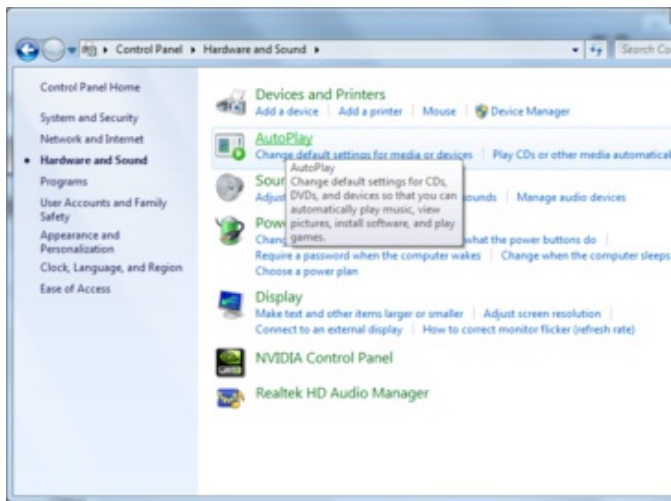 Control Panel Hardware and Sound Search Co
Control Panel Home
System and Security
Network and Internet
Hardware and Sound
Programs
User Accounts and Family
Safety
Appearance and
Personalization
Clock, Language, and Region
Ease of Access
Devices and Printers
Add a device Add a printer Mouse Device Manager
AutoPlay
Change default settings for media or devices Play CDs or other media automatical
AutoPlay
Change default settings for CDs,
DVDs, and devices so that you can
automatically play music, view
pictures, install software, and play
games.
Sour
Adjus ounds Manage audio devices
Powe
Chang what the power buttons do
Require a password when the computer wakes Change when the computer sleeps
Choose a power plan
Display
Make text and other items larger or smaller Adjust screen resolution
Connect to an external display How to correct monitor flicker (refresh rate)
NVIDIA Control Panel
Realtek HD Audio Manager